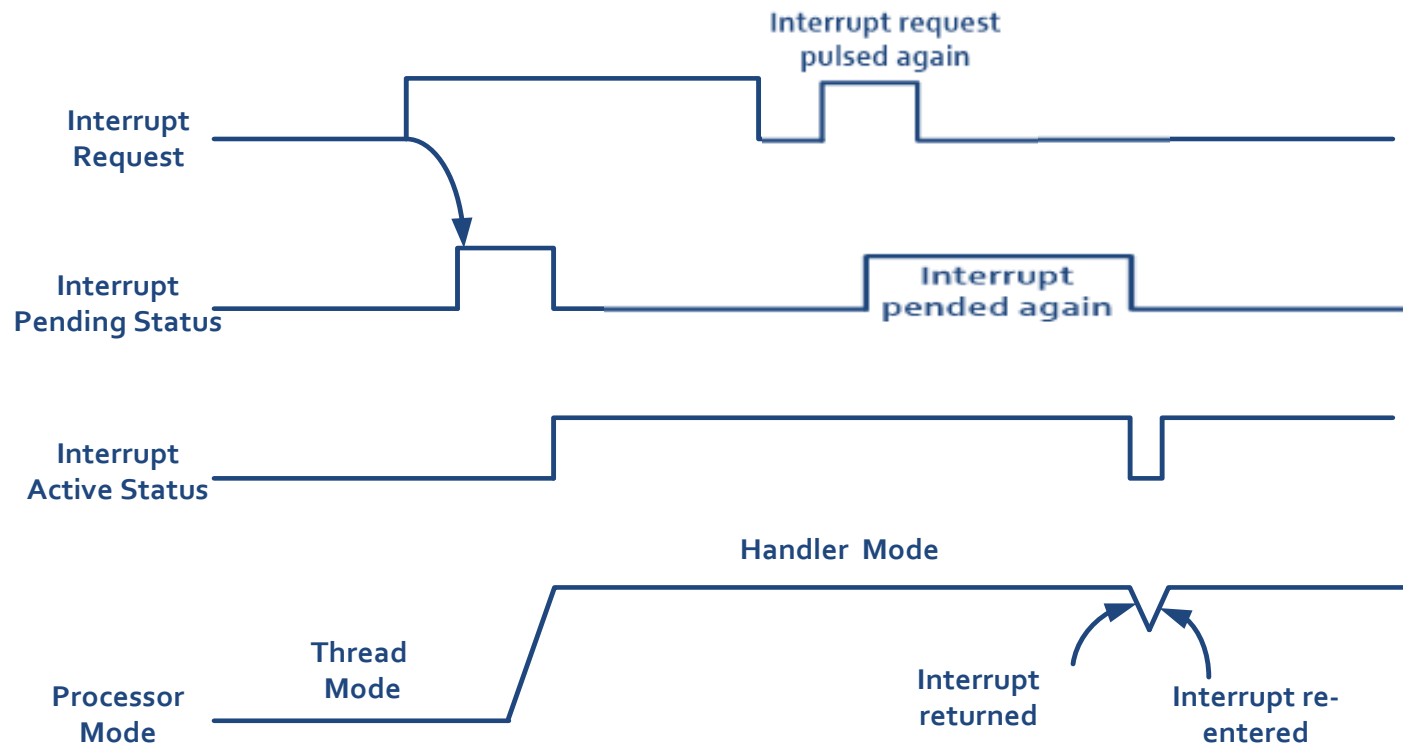 Interrupt request
pulsed again
Interrupt
Request
Interrupt
pended again
Interrupt
Pending Status
Interrupt
Active Status
Handler Mode
Thread
Mode
Processor
Mode
Interrupt
returned
Interrupt re-
entered